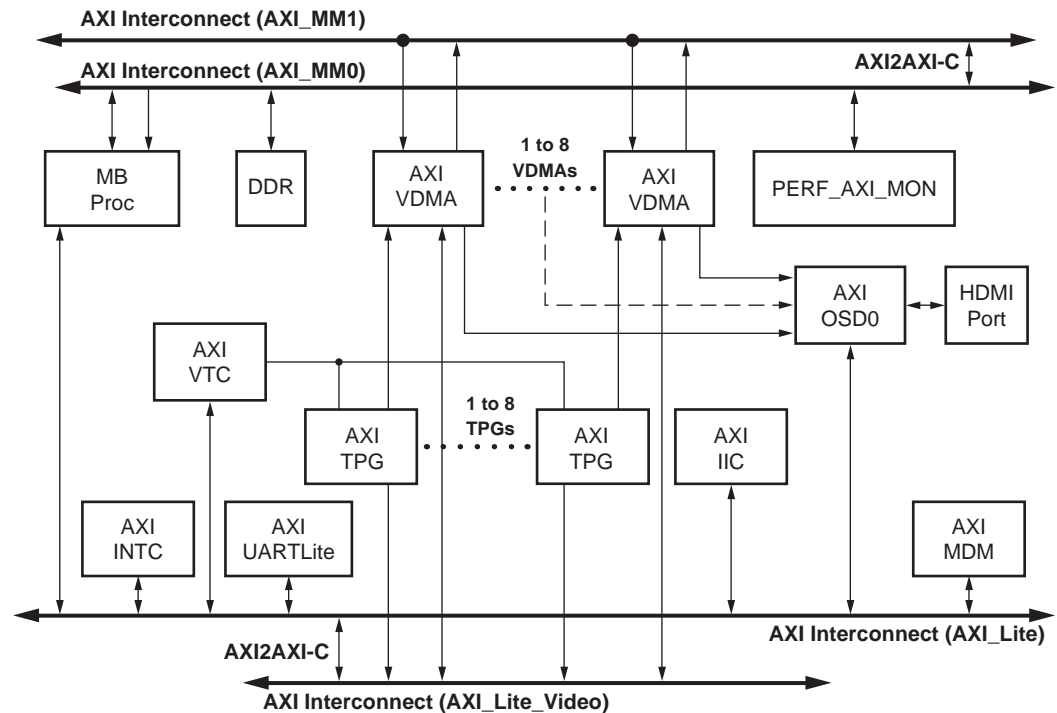 AXI Interconnect (AXI_MM1)
AXI Interconnect (AXI_MM0)
AXI2AXI-C
MB
Proc
DDR
AXI
VDMA
1 to 8
VDMAs
AXI
VDMA
PERF_AXI_MON
AXI
OSD0
HDMI
Port
AXI
VTC
AXI
TPG
1 to 8
TPGs
AXI
TPG
AXI
IIC
AXI
INTC
AXI
UARTLite
AXI
MDM
AXI Interconnect (AXI_Lite)
AXI2AXI-C
AXI Interconnect (AXI_Lite_Video)